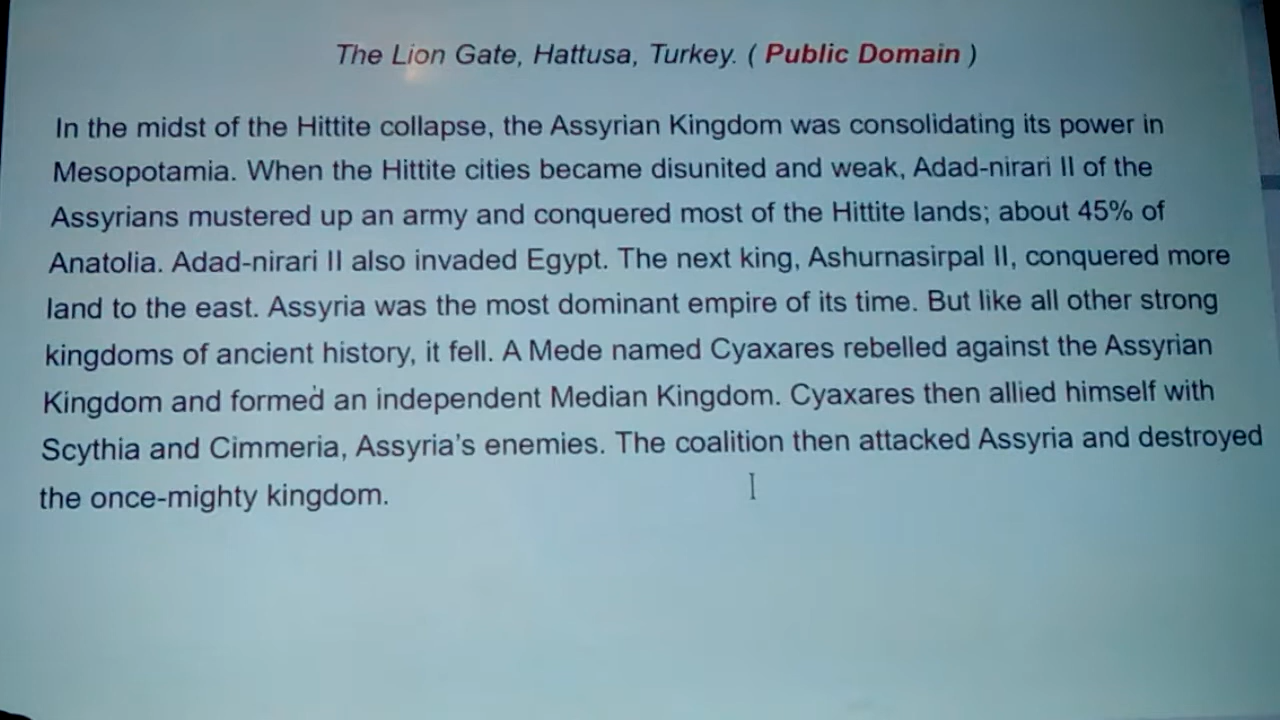 The Lion Gate, Hattusa, Turkey. ( Public Domain )
In the midst of the Hittite collapse, the Assyrian Kingdom was consolidating its power in
Mesopotamia. When the Hittite cities became disunited and weak, Adad-nirari II of the
Assyrians mustered up an army and conquered most of the Hittite lands; about 45% of
Anatolia. Adad-nirari II also invaded Egypt. The next king, Ashurnasirpal II, conquered more
land to the east. Assyria was the most dominant empire of its time. But like all other strong
kingdoms of ancient history, it fell. A Mede named Cyaxares rebelled against the Assyrian
Kingdom and formed an independent Median Kingdom. Cyaxares then allied himself with
Scythia and Cimmeria, Assyria's enemies. The coalition then attacked Assyria and destroyed
the once-mighty kingdom.